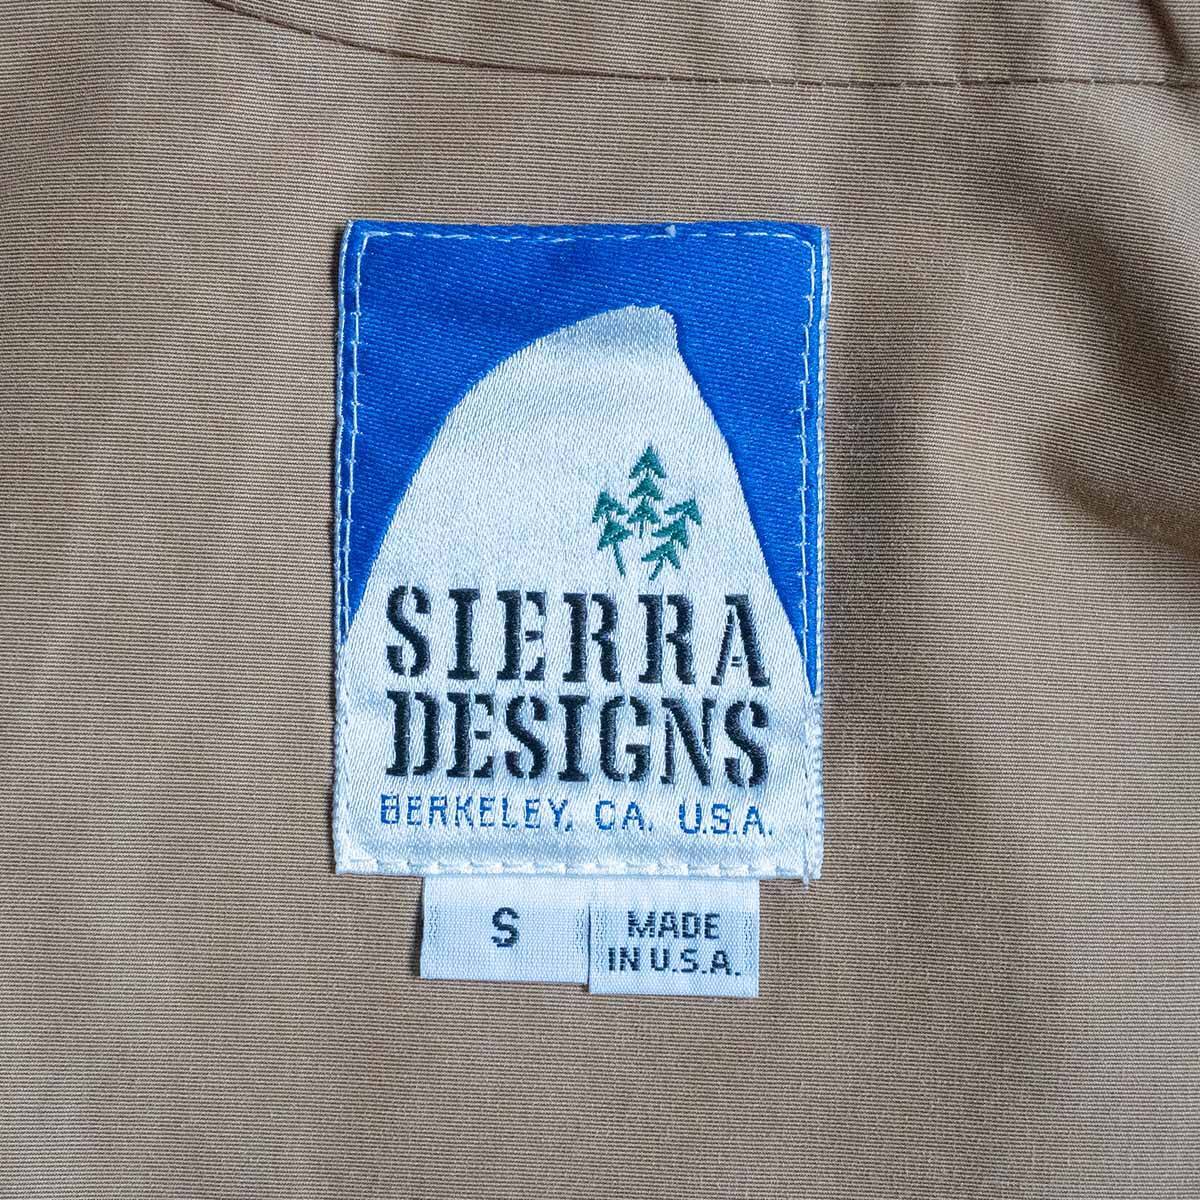 SIERRA
DESIGNS
BERKELEY, CA. U.S.A.
S
MADE
IN U.S.A.